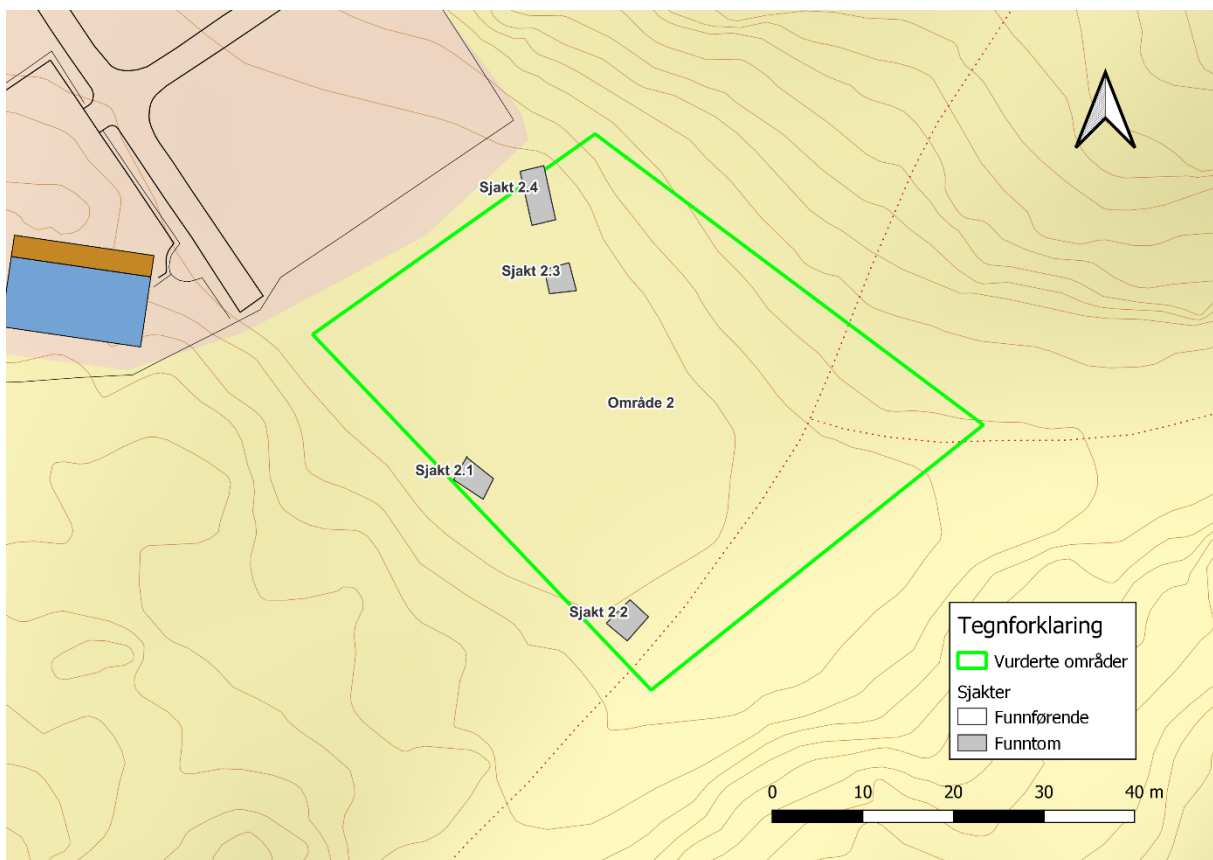 Sjakt 2.4
Sjakt 2.3
Område 2
Sjakt 2.1
Sjakt 2.2
Tegnforklaring
Vurderte områder
Sjakter
Funnførende
Funntom
0 10 20 30 40 m